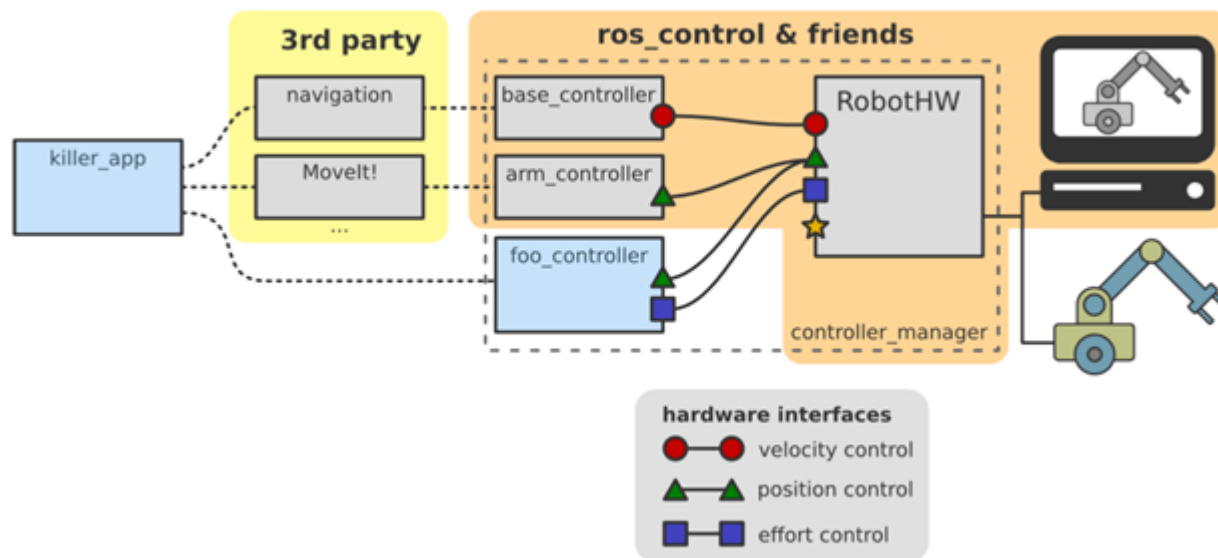 3rd party
ros_control & friends
killer_app
navigation
MoveIt!
...
base_controller
arm_controller
foo_controller
RobotHW
controller_manager
hardware interfaces
velocity control
position control
effort control